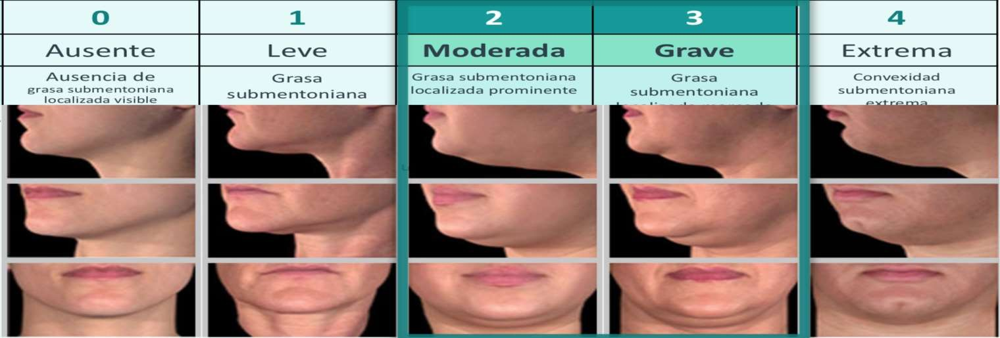 0 1 2 3 4
Ausente Leve Moderada Grave Extrema
Ausencia de
grasa submentoniana
localizada visible
Grasa
submentoniana
Grasa submentoniana
localizada prominente
Grasa
submentoniana
Convexidad
submentoniana
extrema